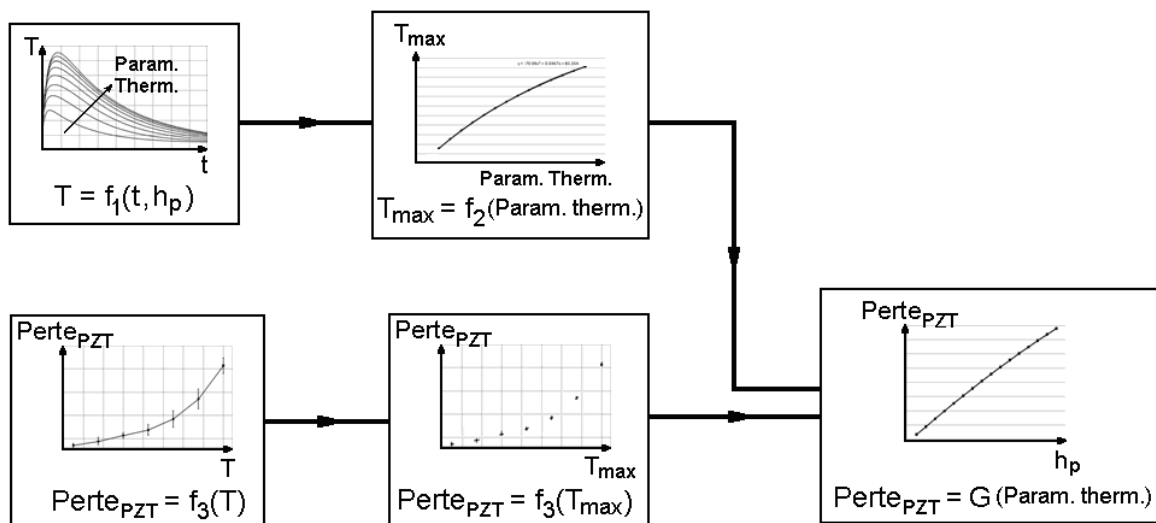 T
Param.
Therm.
t
T = f1(t, hp)
Tmax
Param. Therm.
Tmax = f2(Param. therm.)
PertePZT
T
PertePZT = f3(T)
PertePZT
Tmax
PertePZT = f3(Tmax)
PertePZT
hp
PertePZT = G (Param. therm.)